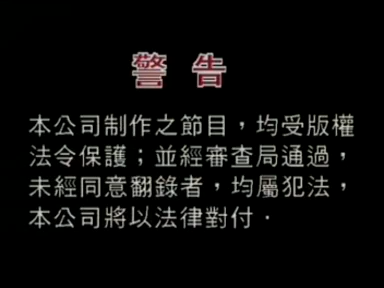 警告
本公司制作之節目，均受版權
法令保護；並經審查局通過，
未經同意翻錄者，均屬犯法，
本公司將以法律對付．